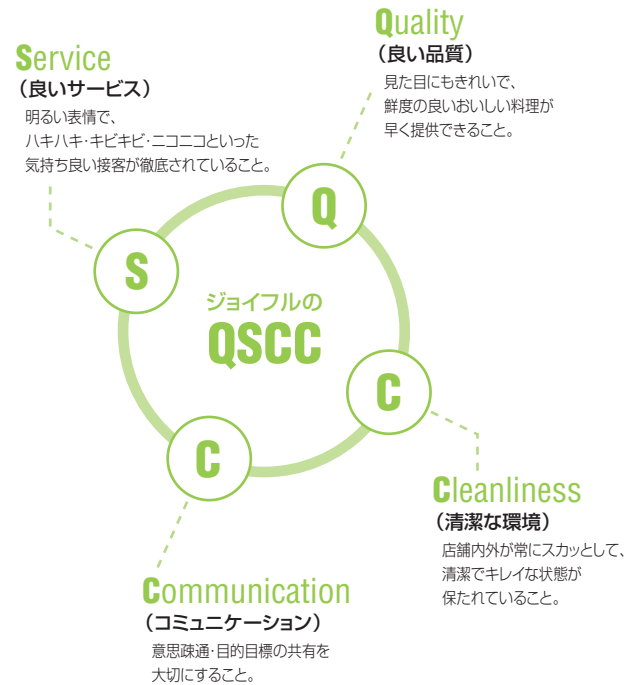 Quality
（良い品質）
見た目にもきれいで、
鮮度の良いおいしい料理が
早く提供できること。
Service
（良いサービス）
明るい表情で、
ハキハキ・キビキビ・ニコニコといった
気持ち良い接客が徹底されていること。
Q
S
ジョイフルの
QSCC
C
C
Cleanliness
（清潔な環境）
店舗内外が常にスカッとして、
清潔でキレイな状態が
保たれていること。
Communication
（コミュニケーション）
意思疎通・目的目標の共有を
大切にすること。